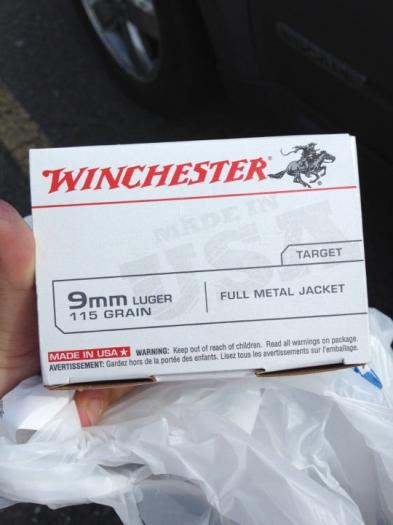 WINCHESTER®
MADE IN
USA
TARGET
9mm LUGER
115 GRAIN
FULL METAL JACKET
MADE IN USA ★ WARNING: Keep out of reach of children. Read all warnings on package.
AVERTISSEMENT: Gardez hors de la portée des enfants. Lisez tous les avertissements sur l'emballage.